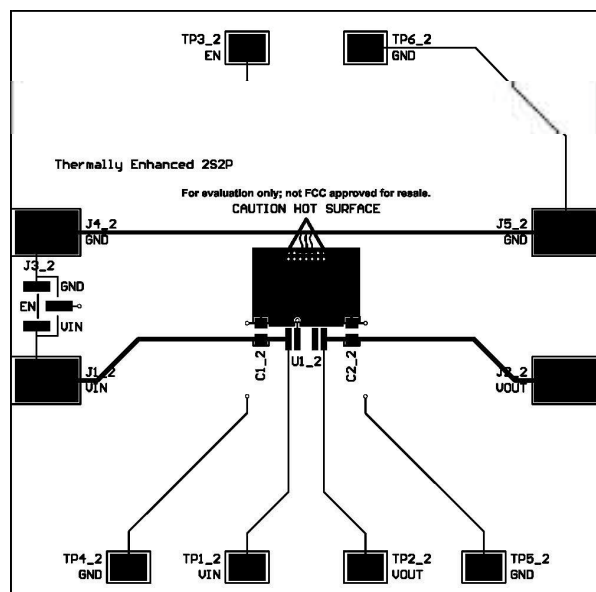 TP3_2
EN
TP6_2
GND
Thermally Enhanced 2S2P
For evaluation only; not FCC approved for resale.
CAUTION HOT SURFACE
J4_2
GND
J5_2
GND
J3_2
GND
EN
VIN
J1_2
VIN
C1_2
U1_2
C2_2
J2_2
VOUT
TP4_2
GND
TP1_2
VIN
TP2_2
VOUT
TP5_2
GND